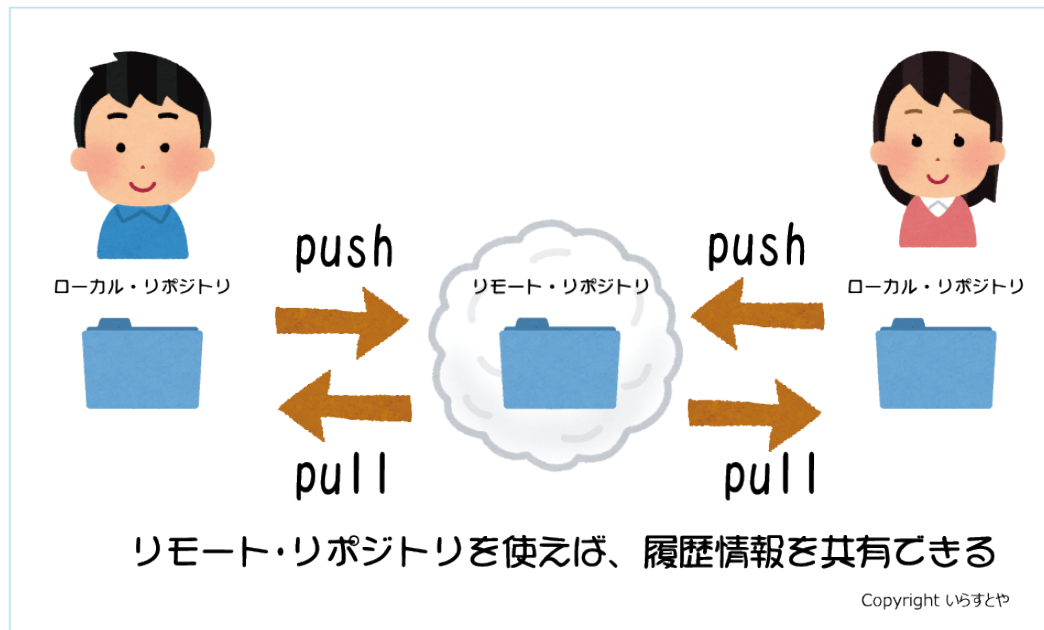 push
push
ローカル・リポジトリ
リモート・リポジトリ
ローカル・リポジトリ
pull
pull
リモート・リポジトリを使えば、履歴情報を共有できる
Copyright いらすとや